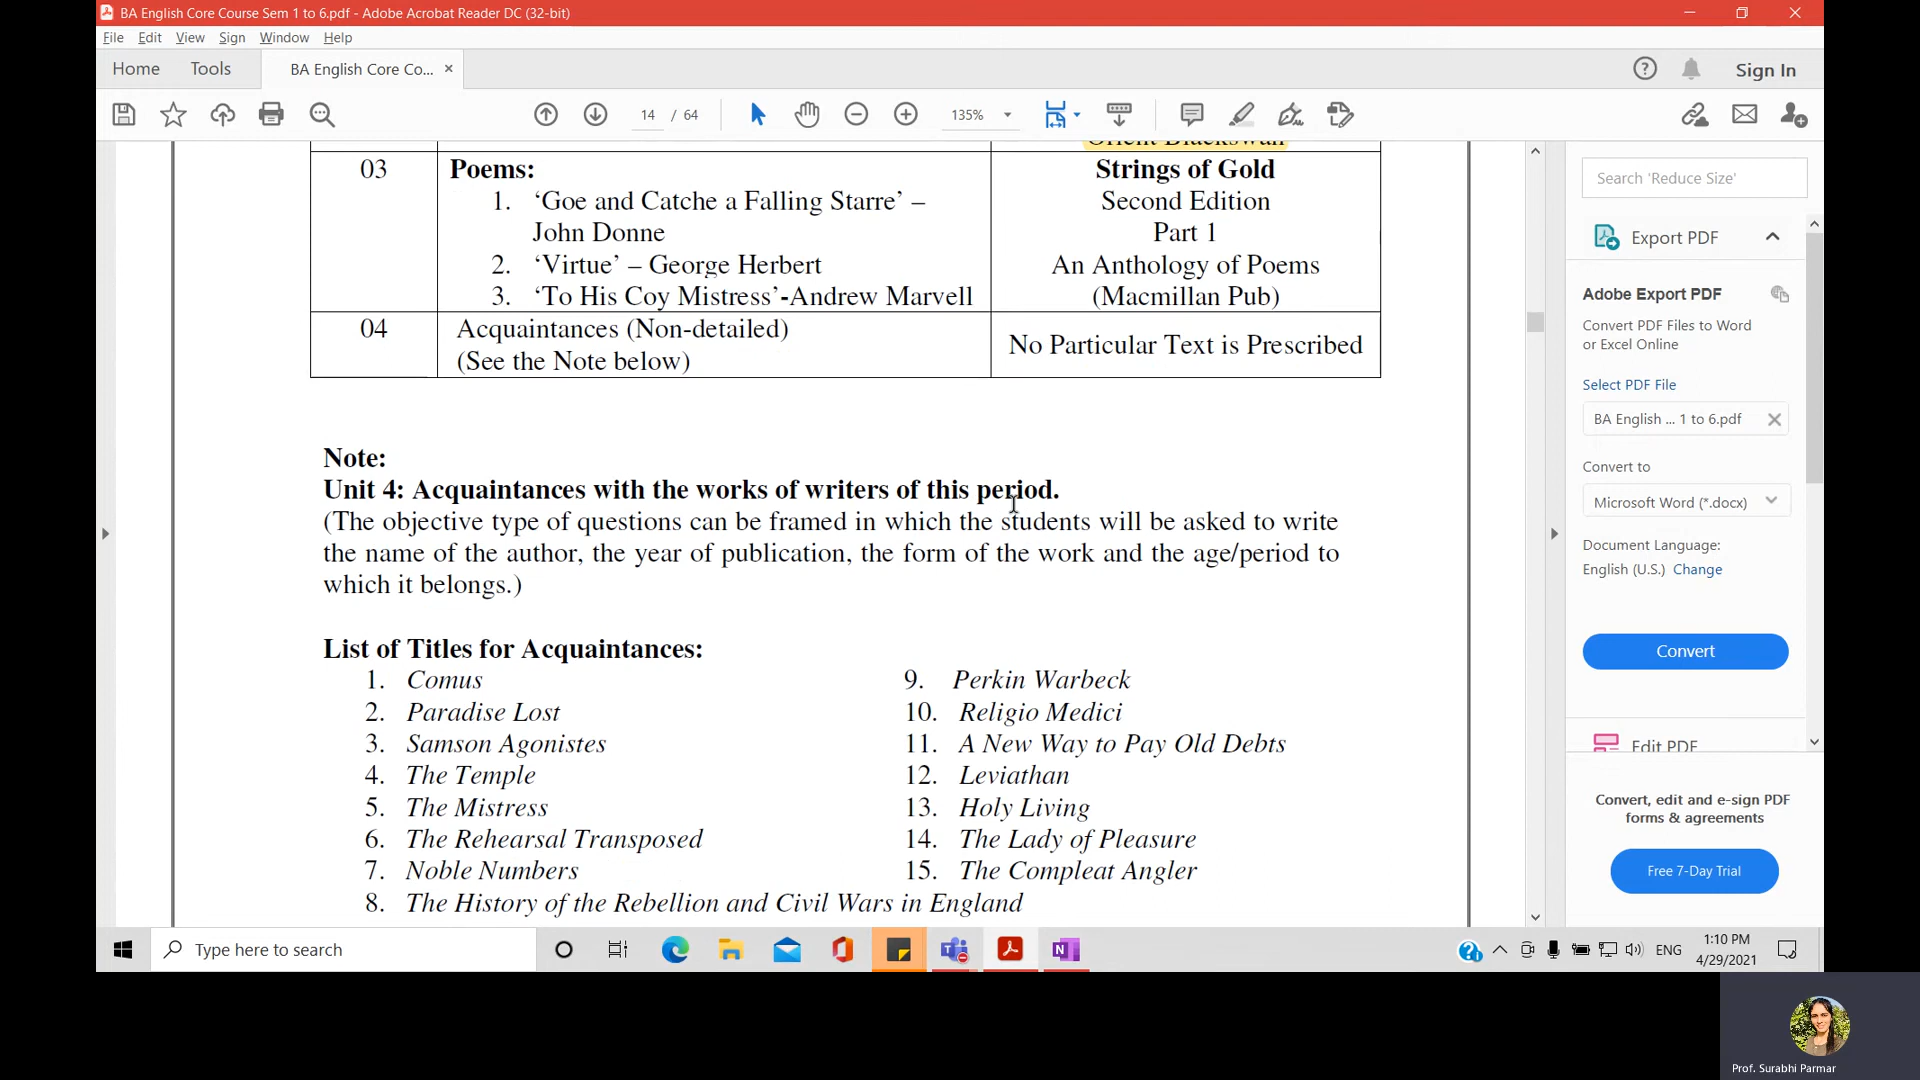 BA English Core Course Sem 1 to 6.pdf - Adobe Acrobat Reader DC (32-bit)
File Edit View Sign Window Help
Home Tools BA English Core Co... × Sign In
14 / 64 135%
Orient Blackswan
03 Poems: Strings of Gold
1. ‘Goe and Catche a Falling Starre’ – Second Edition
John Donne Part 1
2. ‘Virtue’ – George Herbert An Anthology of Poems
3. ‘To His Coy Mistress’-Andrew Marvell (Macmillan Pub)
04 Acquaintances (Non-detailed) No Particular Text is Prescribed
(See the Note below)
Note:
Unit 4: Acquaintances with the works of writers of this period.
(The objective type of questions can be framed in which the students will be asked to write
the name of the author, the year of publication, the form of the work and the age/period to
which it belongs.)
List of Titles for Acquaintances:
1. Comus
2. Paradise Lost
3. Samson Agonistes
4. The Temple
5. The Mistress
6. The Rehearsal Transposed
7. Noble Numbers
8. The History of the Rebellion and Civil Wars in England
9. Perkin Warbeck
10. Religio Medici
11. A New Way to Pay Old Debts
12. Leviathan
13. Holy Living
14. The Lady of Pleasure
15. The Compleat Angler
Search 'Reduce Size'
Export PDF
Adobe Export PDF
Convert PDF Files to Word
or Excel Online
Select PDF File
BA English ... 1 to 6.pdf
Convert to
Microsoft Word (*.docx)
Document Language:
English (U.S.) Change
Convert
Edit PDF
Convert, edit and e-sign PDF
forms & agreements
Free 7-Day Trial
Type here to search
ENG
1:10 PM
4/29/2021
Prof. Surabhi Parmar